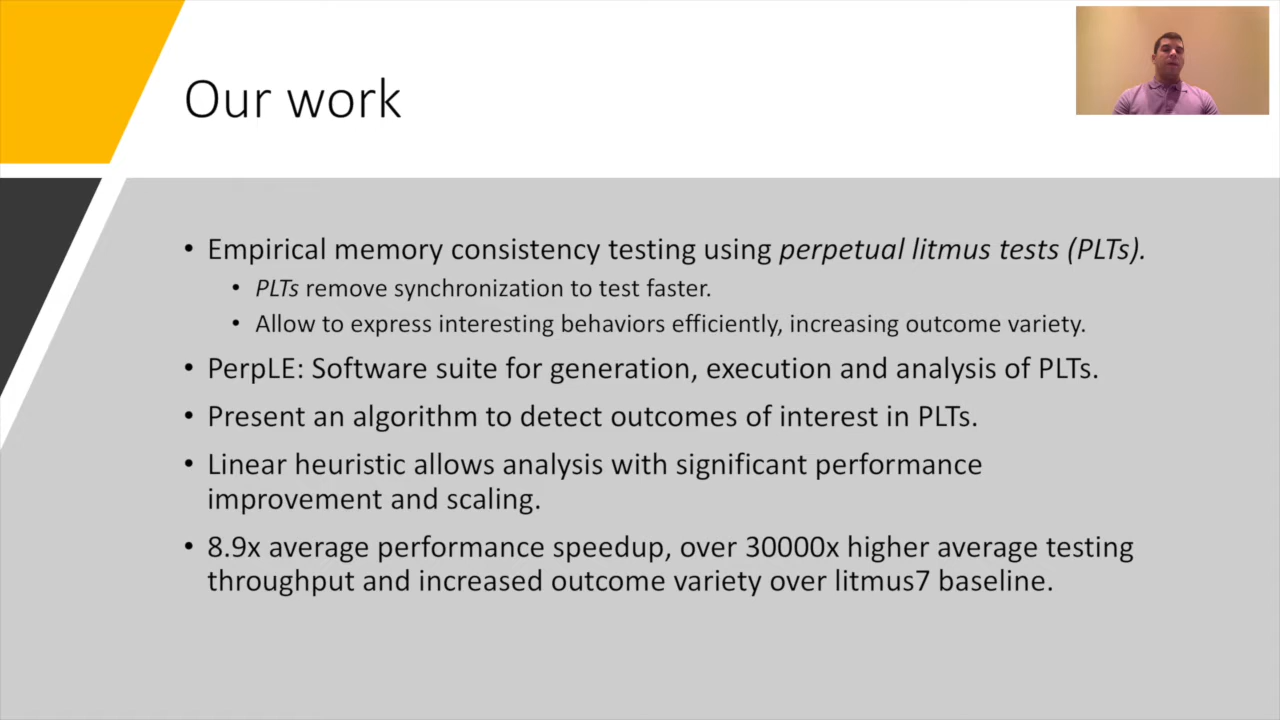 Our work
• Empirical memory consistency testing using perpetual litmus tests (PLTs).
• PLTs remove synchronization to test faster.
• Allow to express interesting behaviors efficiently, increasing outcome variety.
• PerpLE: Software suite for generation, execution and analysis of PLTs.
• Present an algorithm to detect outcomes of interest in PLTs.
• Linear heuristic allows analysis with significant performance
improvement and scaling.
• 8.9x average performance speedup, over 30000x higher average testing
throughput and increased outcome variety over litmus7 baseline.